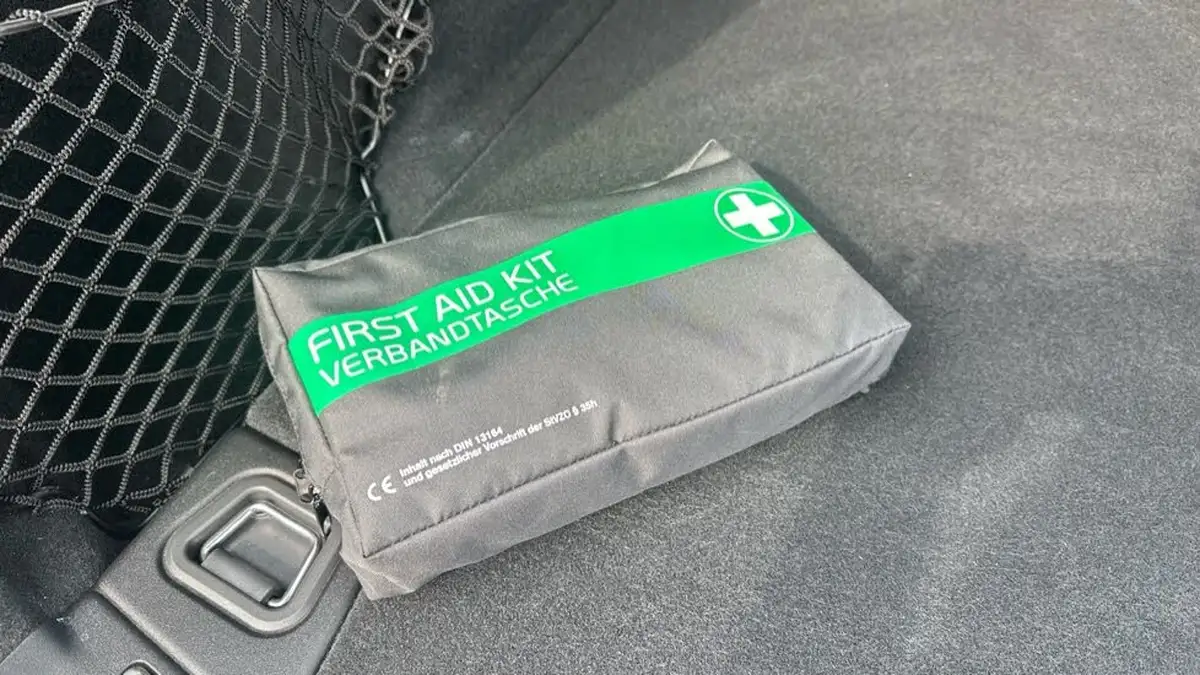 FIRST AID KIT
VERBANDTASCHE
CE Inhalt nach DIN 13164
und gesetzlicher Vorschrift der StVZO § 35h